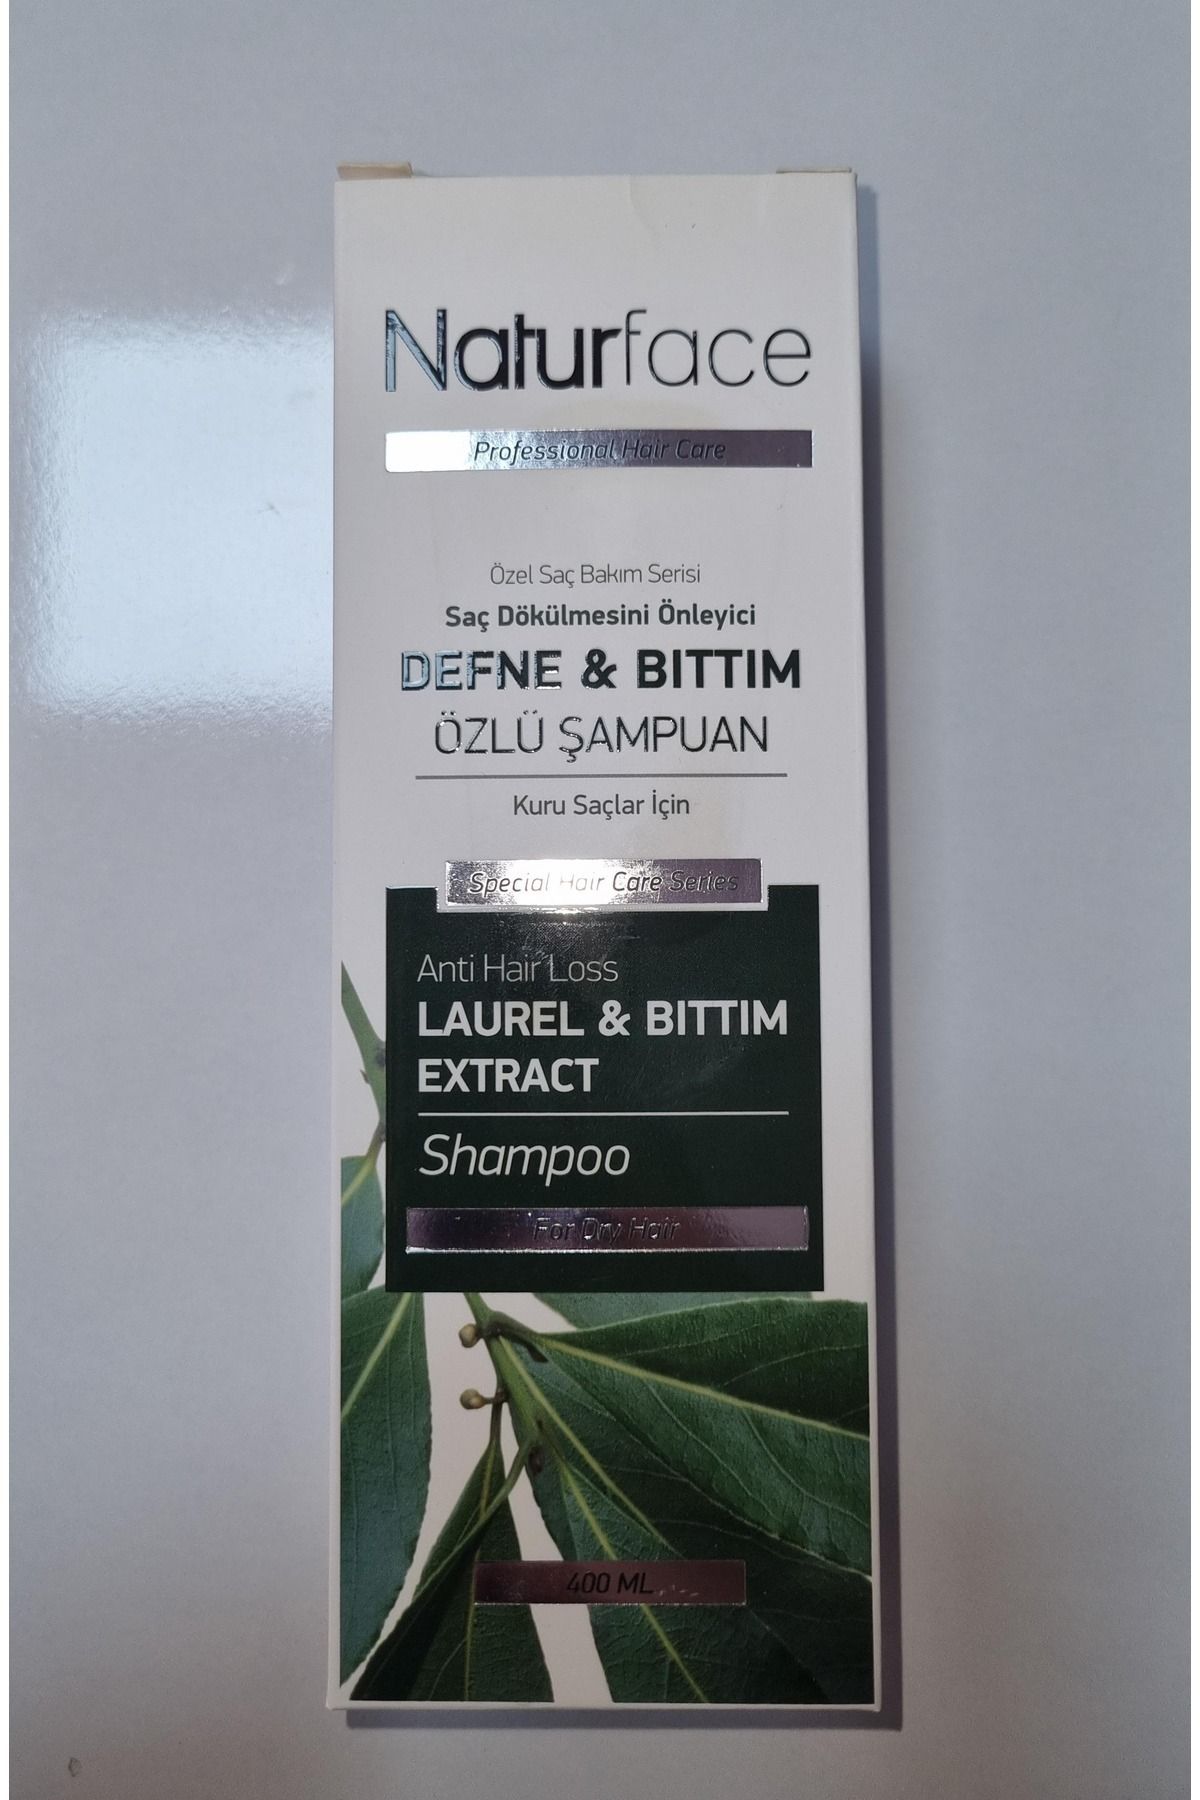 Naturface
Professional Hair Care
Özel Saç Bakım Serisi
Saç Dökülmesini Önleyici
DEFNE & BITTIM
ÖZLÜ ŞAMPUAN
Kuru Saçlar İçin
Special Hair Care Series
Anti Hair Loss
LAUREL & BITTIM
EXTRACT
Shampoo
For Dry Hair
400 ML